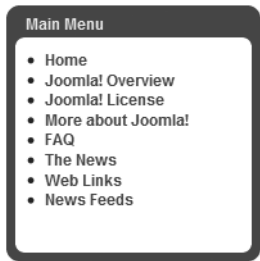 Main Menu
Home
Joomla! Overview
Joomla! License
More about Joomla!
FAQ
The News
Web Links
News Feeds